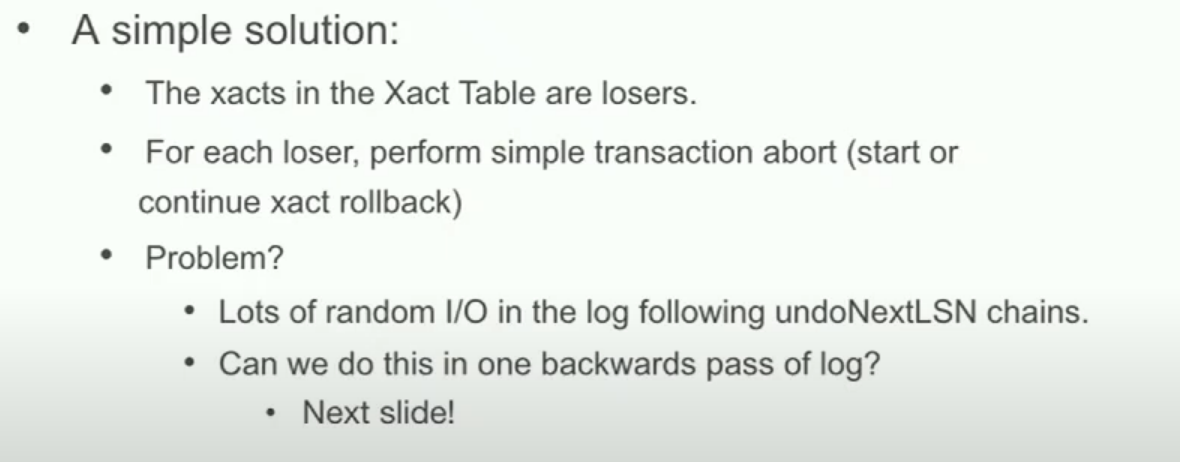 • A simple solution:
• The xacts in the Xact Table are losers.
• For each loser, perform simple transaction abort (start or
continue xact rollback)
• Problem?
• Lots of random I/O in the log following undoNextLSN chains.
• Can we do this in one backwards pass of log?
• Next slide!